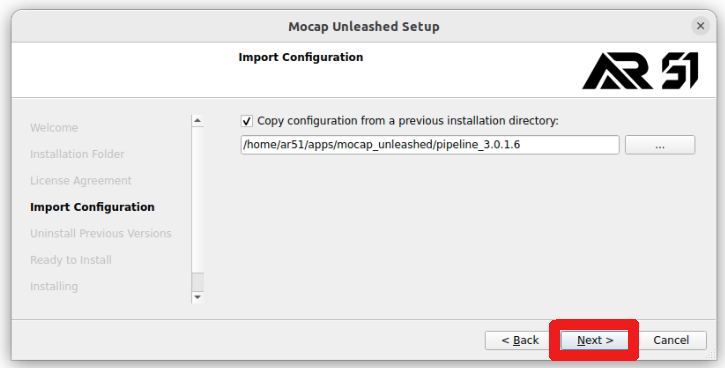 Mocap Unleashed Setup
Import Configuration
AR 51
Welcome
Installation Folder
License Agreement
Import Configuration
Uninstall Previous Versions
Ready to Install
Installing
Copy configuration from a previous installation directory:
/home/ar51/apps/mocap_unleashed/pipeline_3.0.1.6
...
< Back
Next >
Cancel